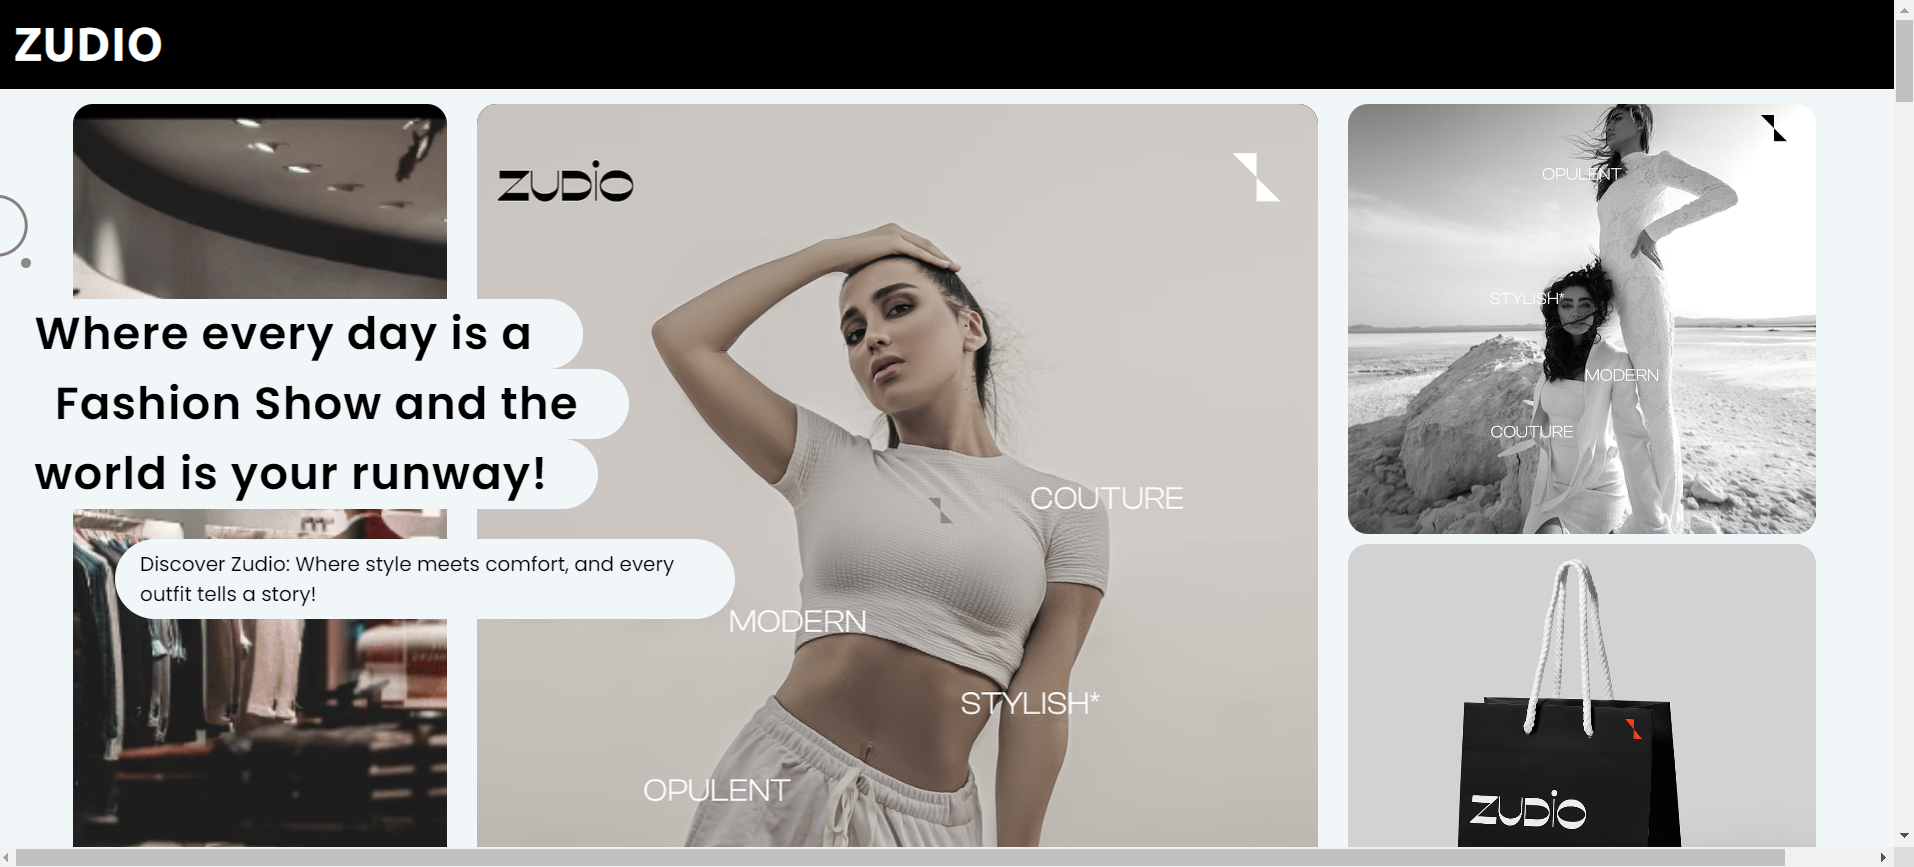 ZUDIO
ZUDIO
Where every day is a
Fashion Show and the
world is your runway!
Discover Zudio: Where style meets comfort, and every
outfit tells a story!
COUTURE
MODERN
STYLISH*
OPULENT
OPULENT
STYLISH*
MODERN
COUTURE
ZUDIO